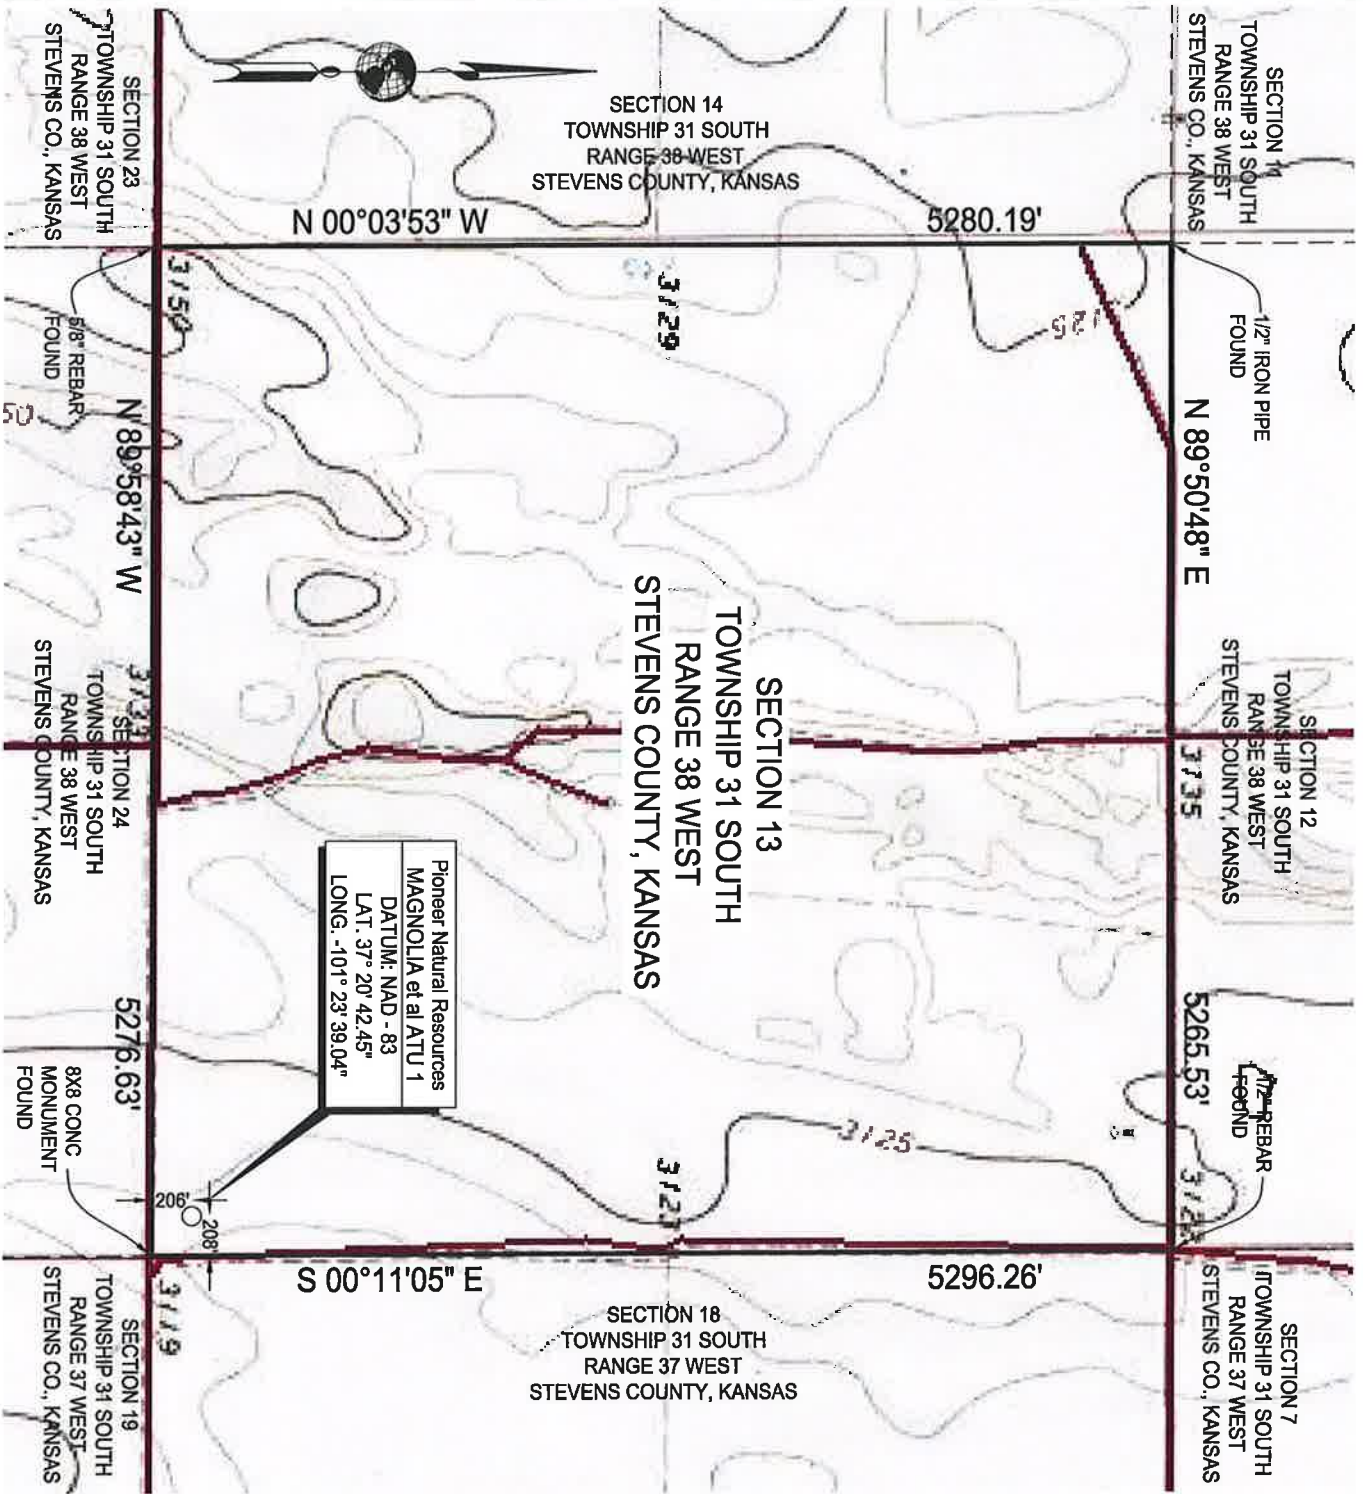 SECTION 11
TOWNSHIP 31 SOUTH
RANGE 38 WEST
STEVENS CO., KANSAS
SECTION 14
TOWNSHIP 31 SOUTH
RANGE 38 WEST
STEVENS COUNTY, KANSAS
SECTION 23
TOWNSHIP 31 SOUTH
RANGE 38 WEST
STEVENS CO., KANSAS
N 00°03'53" W
5280.19'
1/2" IRON PIPE
FOUND
5/8" REBAR
FOUND
3150
3129
N 89°50'48" E
5265.53'
N 89°58'43" W
5276.63'
50
SECTION 12
TOWNSHIP 31 SOUTH
RANGE 38 WEST
STEVENS COUNTY, KANSAS
3135
SECTION 13
TOWNSHIP 31 SOUTH
RANGE 38 WEST
STEVENS COUNTY, KANSAS
SECTION 24
TOWNSHIP 31 SOUTH
RANGE 38 WEST
STEVENS COUNTY, KANSAS
Pioneer Natural Resources
MAGNOLIA et al ATU 1
DATUM: NAD - 83
LAT. 37° 20' 42.45"
LONG. -101° 23' 39.04"
1/2" REBAR
FOUND
8X8 CONC
MONUMENT
FOUND
3125
206'
208'
S 00°11'05" E
5296.26'
3119
SECTION 7
TOWNSHIP 31 SOUTH
RANGE 37 WEST
STEVENS CO., KANSAS
SECTION 18
TOWNSHIP 31 SOUTH
RANGE 37 WEST
STEVENS COUNTY, KANSAS
SECTION 19
TOWNSHIP 31 SOUTH
RANGE 37 WEST
STEVENS CO., KANSAS